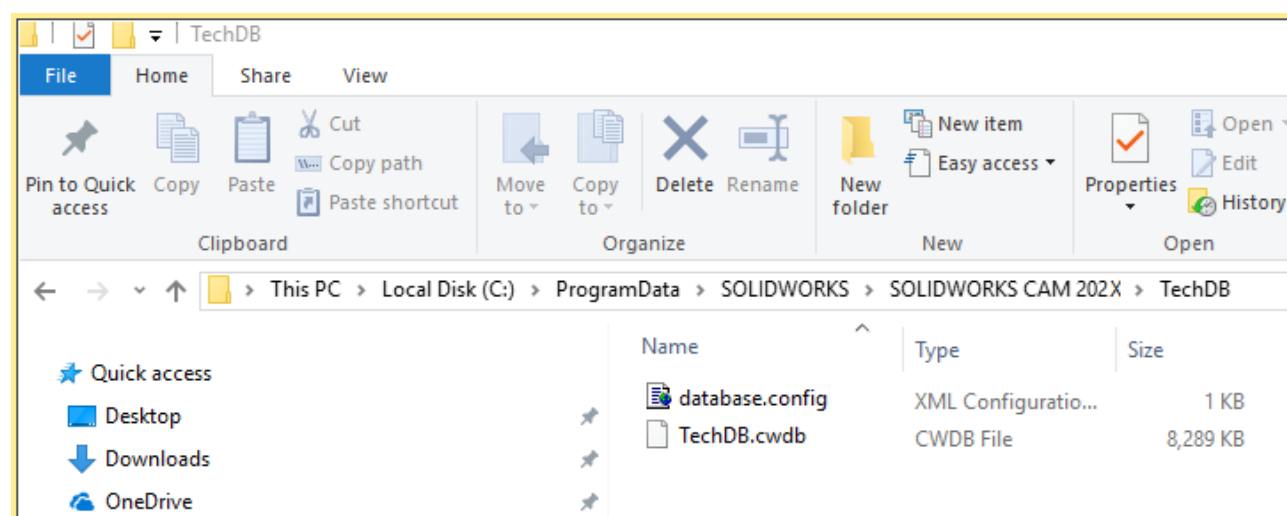 TechDB
File Home Share View
Pin to Quick access
Copy
Paste
Cut
Copy path
Paste shortcut
Clipboard
Move to
Copy to
Delete
Rename
Organize
New folder
New item
Easy access
New
Properties
Open
Edit
History
Open
This PC > Local Disk (C:) > ProgramData > SOLIDWORKS > SOLIDWORKS CAM 202X > TechDB
Quick access
Desktop
Downloads
OneDrive
Name Type Size
database.config XML Configuratio... 1 KB
TechDB.cwdb CWDB File 8,289 KB